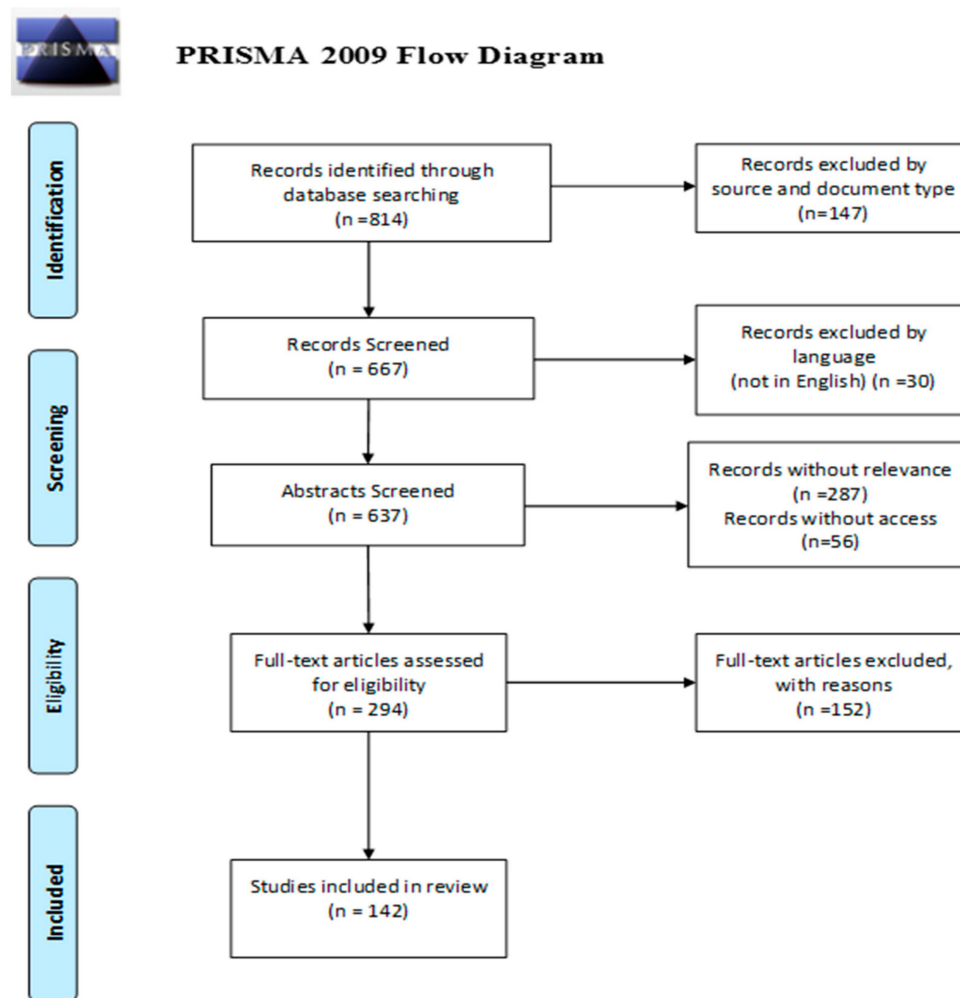 PRISMA
PRISMA 2009 Flow Diagram
Identification
Records identified through
database searching
(n =814)
Records excluded by
source and document type
(n=147)
Records Screened
(n = 667)
Records excluded by
language
(not in English) (n =30)
Screening
Abstracts Screened
(n = 637)
Records without relevance
(n =287)
Records without access
(n=56)
Eligibility
Full-text articles assessed
for eligibility
(n = 294)
Full-text articles excluded,
with reasons
(n =152)
Included
Studies included in review
(n = 142)